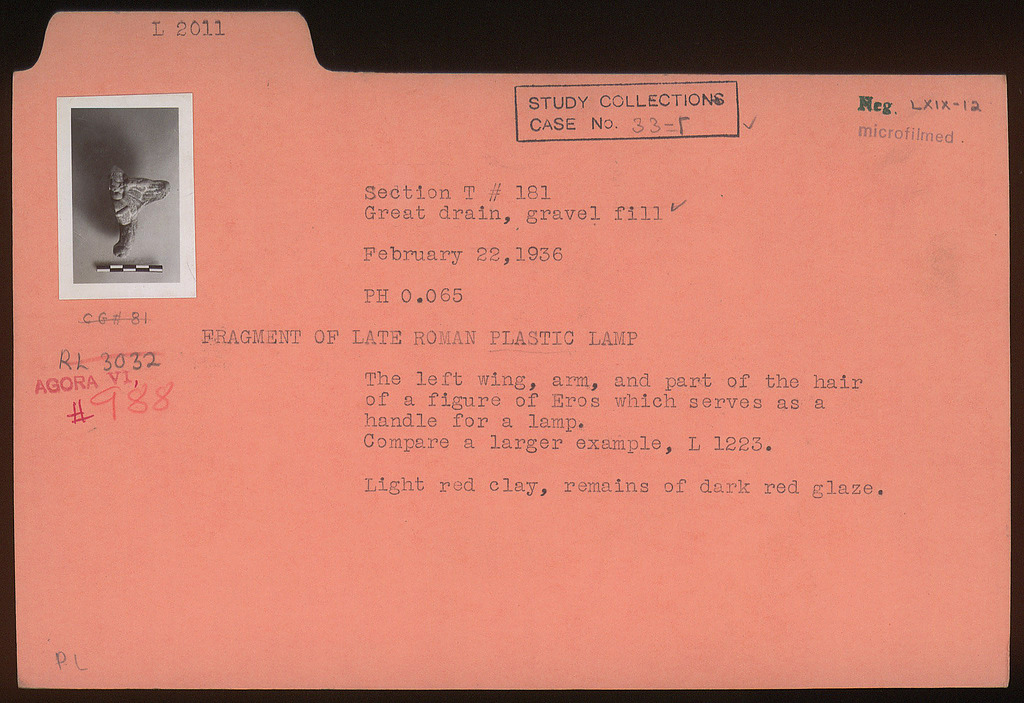 L 2011
STUDY COLLECTIONS
CASE No. 33-Γ ✓
Neg. LXIX-12
microfilmed.
Section T # 181
Great drain, gravel fill ✓
February 22,1936
PH 0.065
CG# 81
FRAGMENT OF LATE ROMAN PLASTIC LAMP
RL 3032
AGORA VI,
# 988
The left wing, arm, and part of the hair
of a figure of Eros which serves as a
handle for a lamp.
Compare a larger example, L 1223.
Light red clay, remains of dark red glaze.
P.L